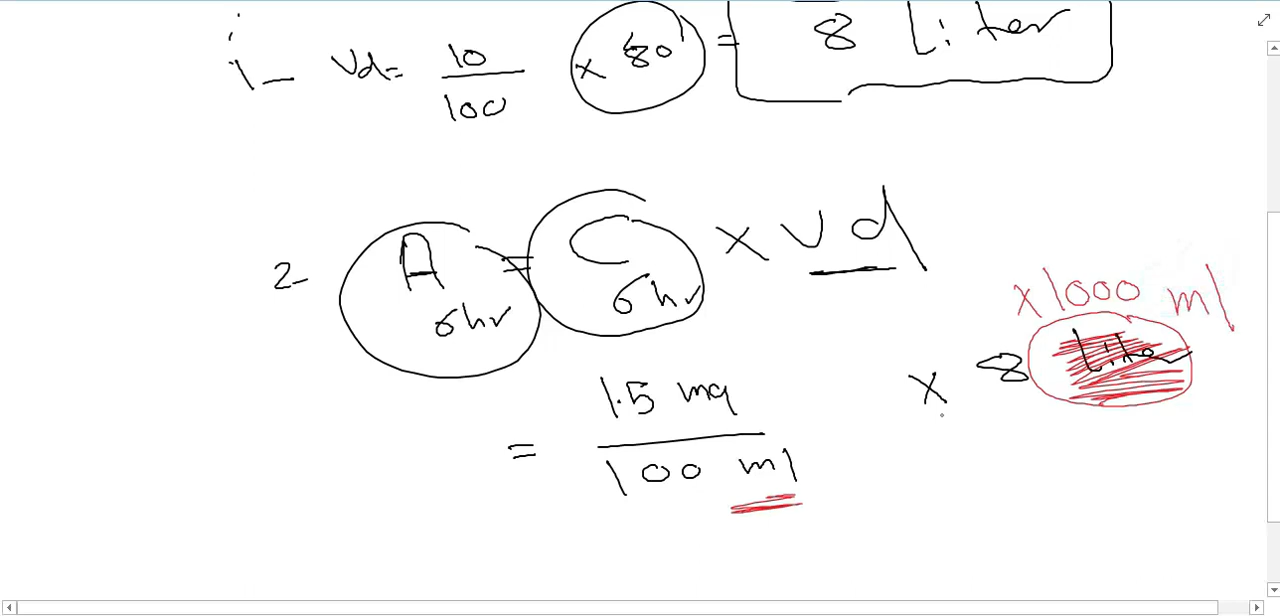 1- Vd = 10/100 x 80 = 8 Liter
2- A 6hr = C 6hr x Vd
x1000 ml
= 1.5 mg / 100 ml x 8 Liter